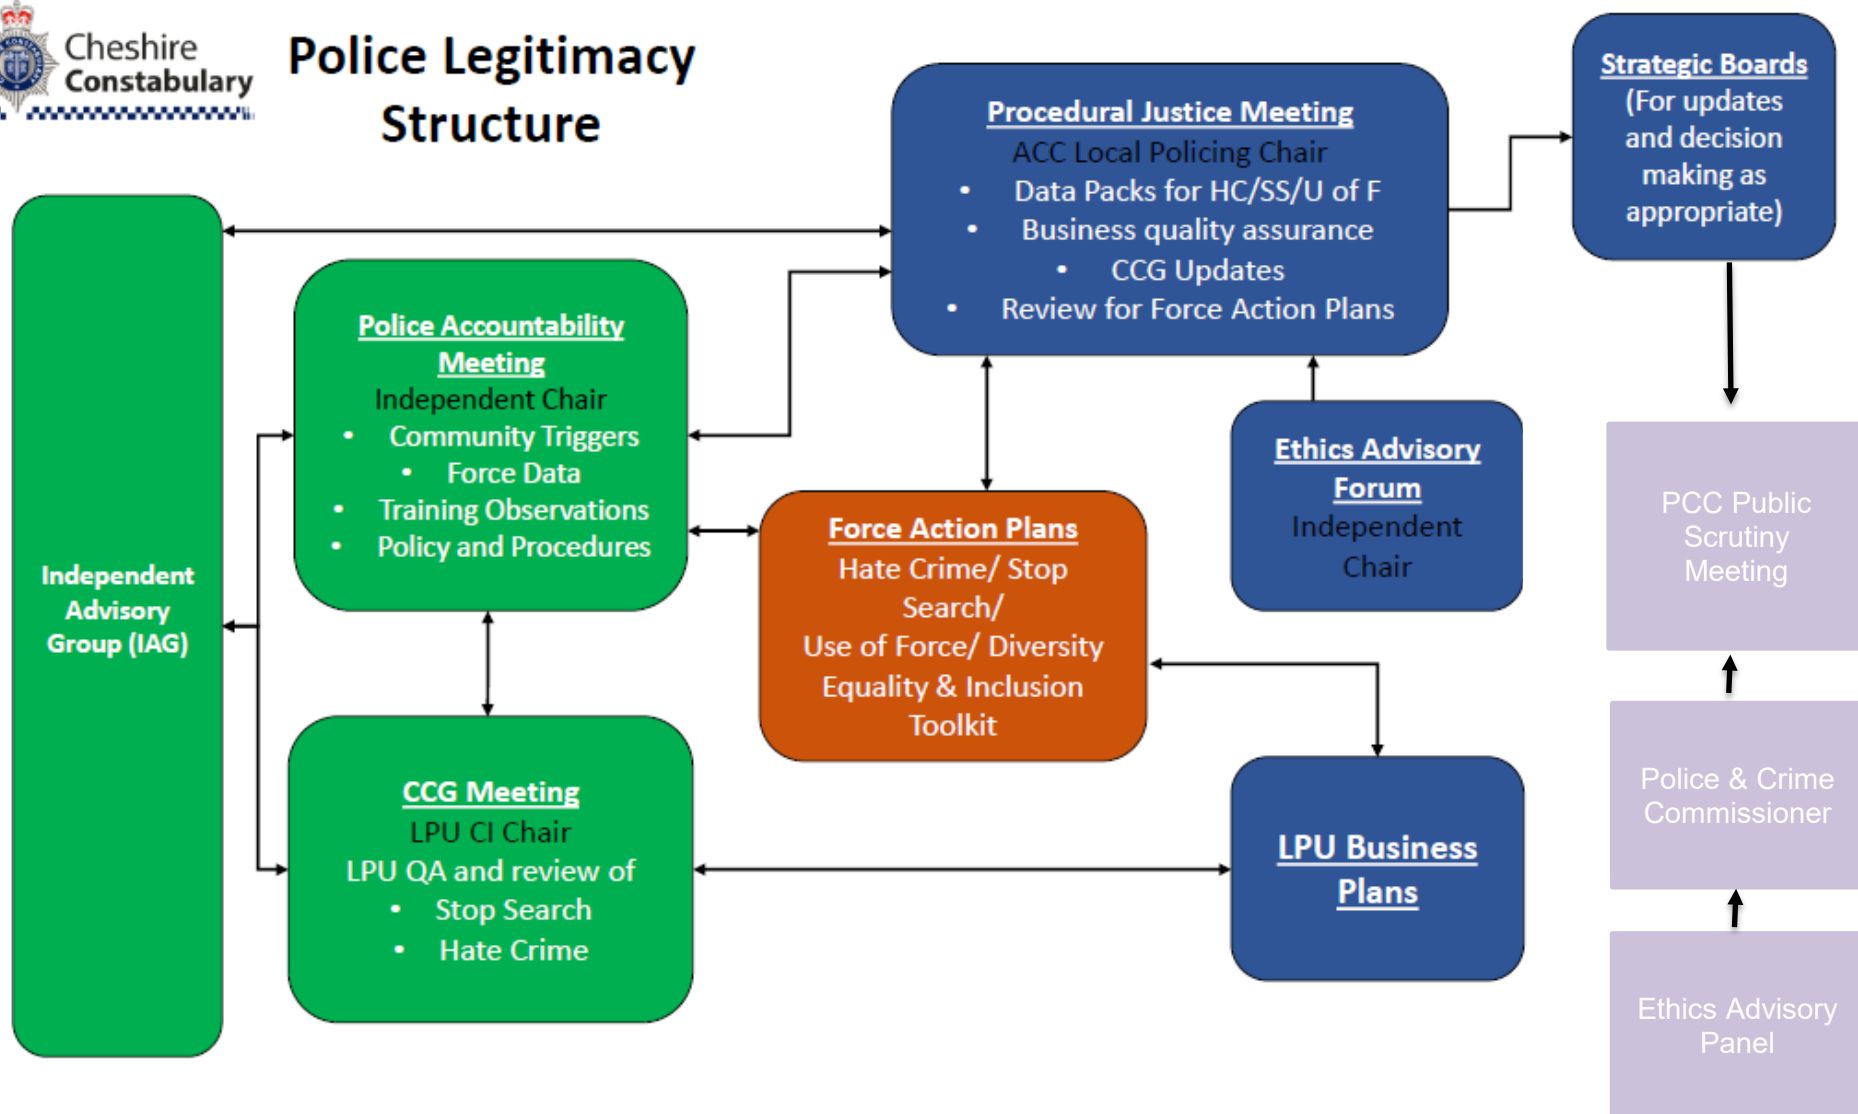 Cheshire
Constabulary
Police Legitimacy
Structure
Strategic Boards
(For updates
and decision
making as
appropriate)
Procedural Justice Meeting
ACC Local Policing Chair
• Data Packs for HC/SS/U of F
• Business quality assurance
• CCG Updates
• Review for Force Action Plans
Independent
Advisory
Group (IAG)
Police Accountability
Meeting
Independent Chair
• Community Triggers
• Force Data
• Training Observations
• Policy and Procedures
Ethics Advisory
Forum
Independent
Chair
Force Action Plans
Hate Crime/ Stop
Search/
Use of Force/ Diversity
Equality & Inclusion
Toolkit
PCC Public
Scrutiny
Meeting
CCG Meeting
LPU CI Chair
LPU QA and review of
• Stop Search
• Hate Crime
LPU Business
Plans
Police & Crime
Commissioner
Ethics Advisory
Panel